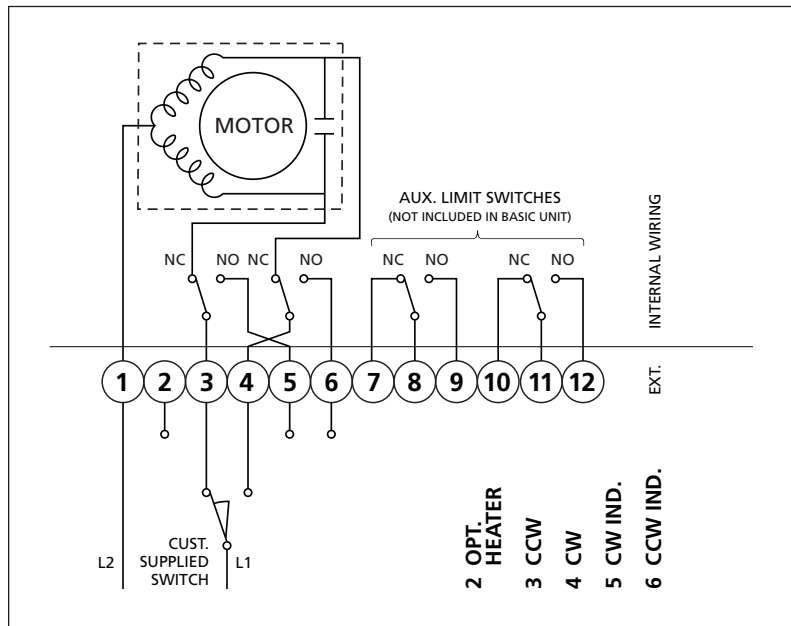 MOTOR
AUX. LIMIT SWITCHES
(NOT INCLUDED IN BASIC UNIT)
NC NO NC NO NC NO NC NO
INTERNAL WIRING
1 2 3 4 5 6 7 8 9 10 11 12
EXT.
L2
CUST.
SUPPLIED
SWITCH
L1
2 OPT.
HEATER
3 CCW
4 CW
5 CW IND.
6 CCW IND.